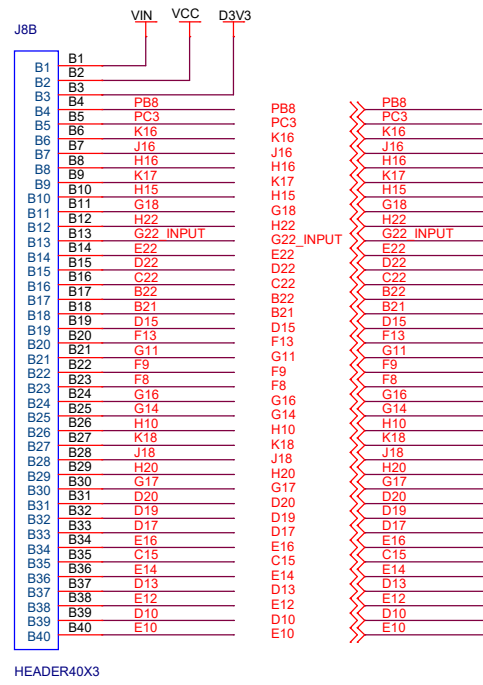 VIN VCC D3V3
J8B
B1 B1
B2 B2
B3 B3
B4 B4 PB8 PB8 PB8
B5 B5 PC3 PC3 PC3
B6 B6 K16 K16 K16
B7 B7 J16 J16 J16
B8 B8 H16 H16 H16
B9 B9 K17 K17 K17
B10 B10 H15 H15 H15
B11 B11 G18 G18 G18
B12 B12 H22 H22 H22
B13 B13 G22_INPUT G22_INPUT G22_INPUT
B14 B14 E22 E22 E22
B15 B15 D22 D22 D22
B16 B16 C22 C22 C22
B17 B17 B22 B22 B22
B18 B18 B21 B21 B21
B19 B19 D15 D15 D15
B20 B20 F13 F13 F13
B21 B21 G11 G11 G11
B22 B22 F9 F9 F9
B23 B23 F8 F8 F8
B24 B24 G16 G16 G16
B25 B25 G14 G14 G14
B26 B26 H10 H10 H10
B27 B27 K18 K18 K18
B28 B28 J18 J18 J18
B29 B29 H20 H20 H20
B30 B30 G17 G17 G17
B31 B31 D20 D20 D20
B32 B32 D19 D19 D19
B33 B33 D17 D17 D17
B34 B34 E16 E16 E16
B35 B35 C15 C15 C15
B36 B36 E14 E14 E14
B37 B37 D13 D13 D13
B38 B38 E12 E12 E12
B39 B39 D10 D10 D10
B40 B40 E10 E10 E10
HEADER40X3